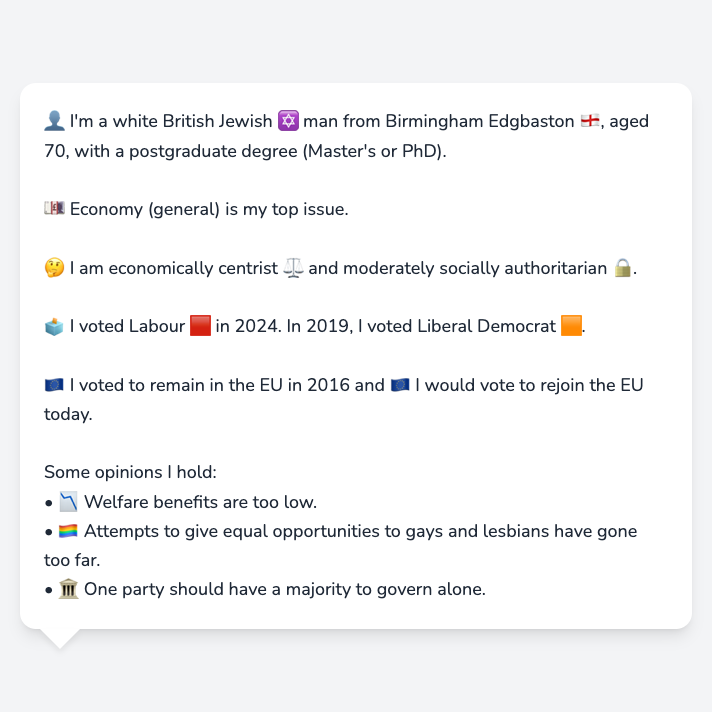 👤 I'm a white British Jewish 🔯 man from Birmingham Edgbaston 🏴󠁧󠁢󠁥󠁮󠁧󠁿, aged
70, with a postgraduate degree (Master's or PhD).
💷 Economy (general) is my top issue.
🤔 I am economically centrist ⚖️ and moderately socially authoritarian 🔒.
🗳️ I voted Labour 🟥 in 2024. In 2019, I voted Liberal Democrat 🟧.
🇪🇺 I voted to remain in the EU in 2016 and 🇪🇺 I would vote to rejoin the EU
today.
Some opinions I hold:
• 📉 Welfare benefits are too low.
• 🏳️‍🌈 Attempts to give equal opportunities to gays and lesbians have gone
too far.
• 🏛️ One party should have a majority to govern alone.